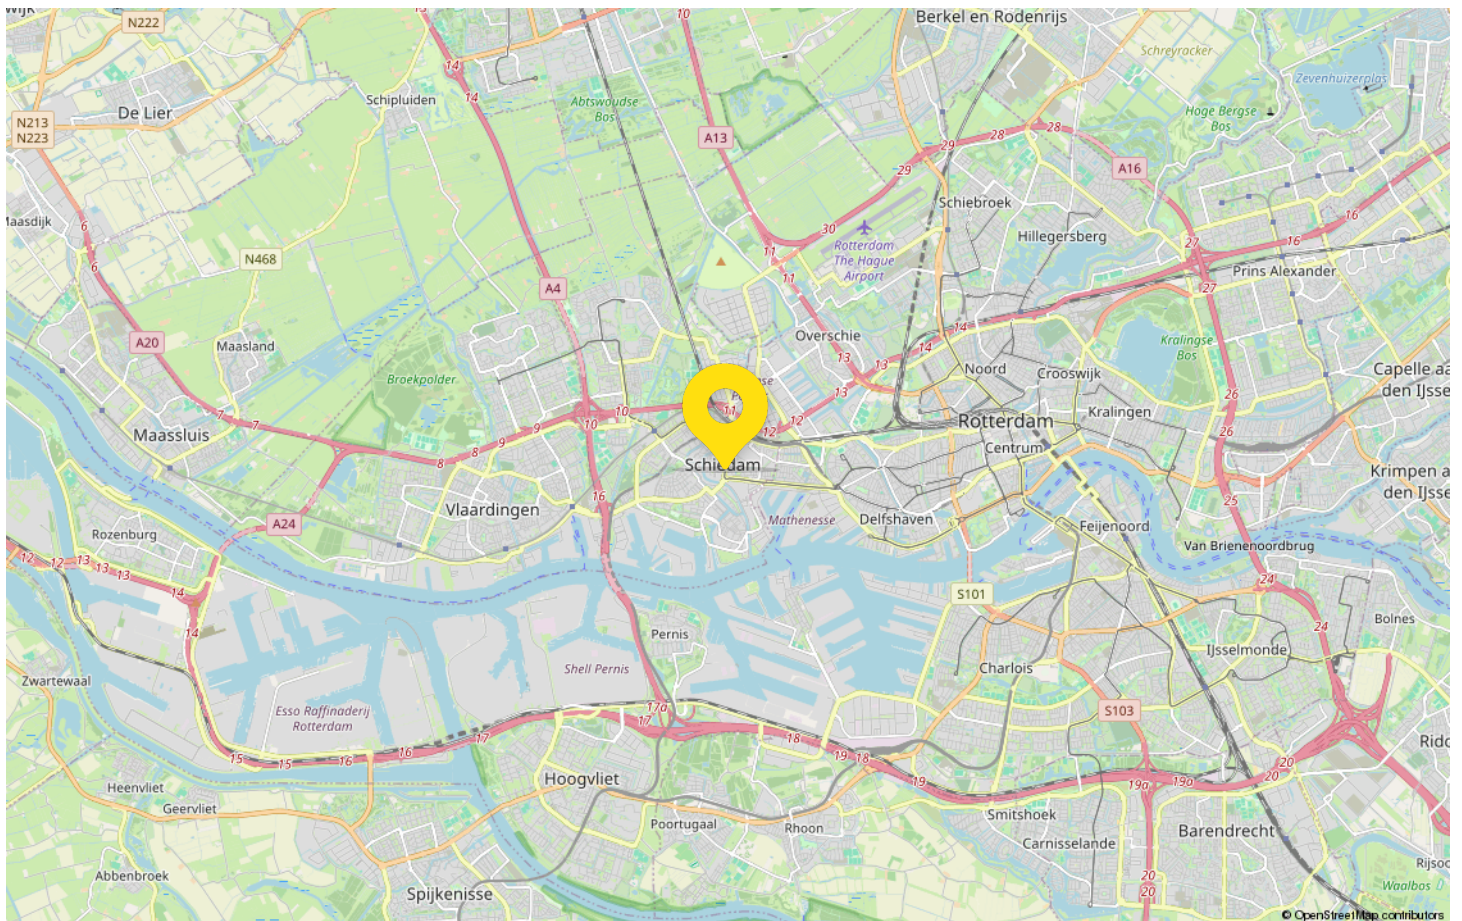 N222
Berkel en Rodenrijs
Schreyracker
Zevenhuizerplas
De Lier
Schipluiden
Abtswoudse
Bos
Hoge Bergse
Bos
N213
N223
A13
A16
Maasdijk
Schiebroek
Hillegersberg
N468
Rotterdam
The Hague
Airport
Prins Alexander
A4
A20
Maasland
Overschie
Kralingse
Bos
Broekpolder
Noord
Crooswijk
Capelle aa
den IJsse
Kralingen
Rotterdam
Centrum
Maassluis
Schiedam
Krimpen a
den IJsse
Vlaardingen
Mathenesse
Delfshaven
Feijenoord
A24
Rozenburg
Van Brienenoordbrug
S101
Bolnes
Pernis
IJsselmonde
Shell Pernis
Charlois
Zwartewaal
Esso Raffinaderij
Rotterdam
S103
Ridd
Hoogvliet
Heenvliet
Geervliet
Poortugaal
Rhoon
Smitshoek
Barendrecht
Carnisselande
Rijsoo
Abbenbroek
Spijkenisse
Waalbos
© OpenStreetMap contributors